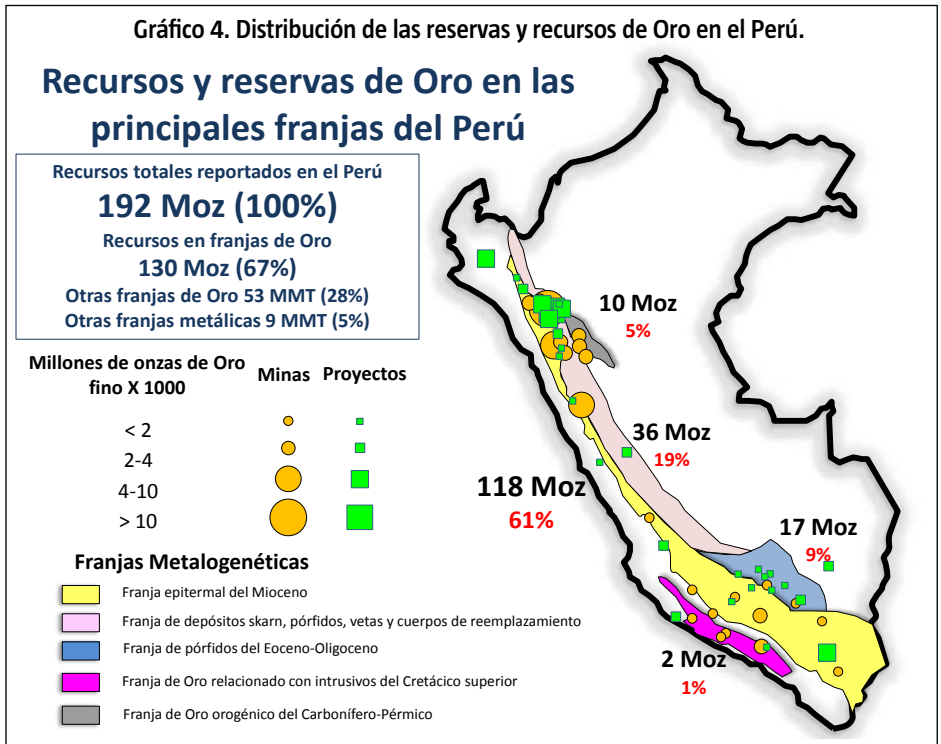 Gráfico 4. Distribución de las reservas y recursos de Oro en el Perú.
Recursos y reservas de Oro en las
principales franjas del Perú
Recursos totales reportados en el Perú
192 Moz (100%)
Recursos en franjas de Oro
130 Moz (67%)
Otras franjas de Oro 53 MMT (28%)
Otras franjas metálicas 9 MMT (5%)
Millones de onzas de Oro
fino X 1000
Minas
Proyectos
< 2
2-4
4-10
> 10
10 Moz
5%
36 Moz
19%
118 Moz
61%
17 Moz
9%
2 Moz
1%
Franjas Metalogenéticas
Franja epitermal del Mioceno
Franja de depósitos skarn, pórfidos, vetas y cuerpos de reemplazamiento
Franja de pórfidos del Eoceno-Oligoceno
Franja de Oro relacionado con intrusivos del Cretácico superior
Franja de Oro orogénico del Carbonífero-Pérmico